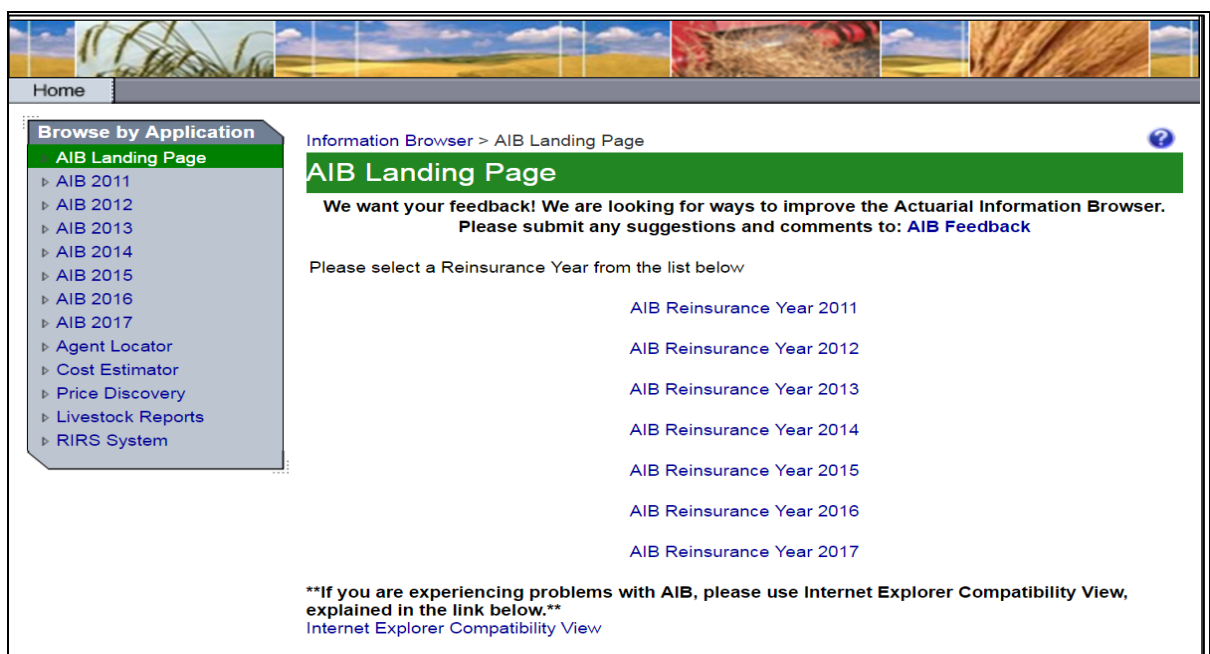 Home
Browse by Application
AIB Landing Page
AIB 2011
AIB 2012
AIB 2013
AIB 2014
AIB 2015
AIB 2016
AIB 2017
Agent Locator
Cost Estimator
Price Discovery
Livestock Reports
RIRS System
Information Browser > AIB Landing Page
?
AIB Landing Page
We want your feedback! We are looking for ways to improve the Actuarial Information Browser.
Please submit any suggestions and comments to: AIB Feedback
Please select a Reinsurance Year from the list below
AIB Reinsurance Year 2011
AIB Reinsurance Year 2012
AIB Reinsurance Year 2013
AIB Reinsurance Year 2014
AIB Reinsurance Year 2015
AIB Reinsurance Year 2016
AIB Reinsurance Year 2017
**If you are experiencing problems with AIB, please use Internet Explorer Compatibility View,
explained in the link below.**
Internet Explorer Compatibility View